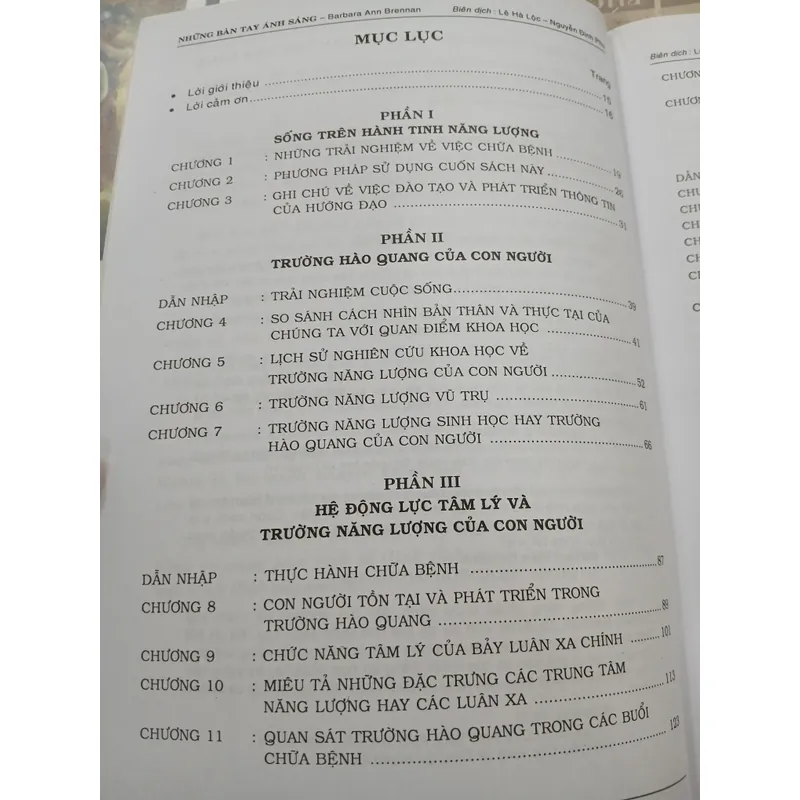 NHỮNG BÀN TAY ÁNH SÁNG – Barbara Ann Brennan Biên dịch : Lê Hà Lộc – Nguyễn Đình
MỤC LỤC
Trang
• Lời giới thiệu 15
• Lời cảm ơn 16
PHẦN I
SỐNG TRÊN HÀNH TINH NĂNG LƯỢNG
CHƯƠNG 1 : NHỮNG TRẢI NGHIỆM VỀ VIỆC CHỮA BỆNH 19
CHƯƠNG 2 : PHƯƠNG PHÁP SỬ DỤNG CUỐN SÁCH NÀY 26
CHƯƠNG 3 : GHI CHÚ VỀ VIỆC ĐÀO TẠO VÀ PHÁT TRIỂN THÔNG TIN
CỦA HƯỚNG ĐẠO 31
PHẦN II
TRƯỜNG HÀO QUANG CỦA CON NGƯỜI
DẪN NHẬP : TRẢI NGHIỆM CUỘC SỐNG 39
CHƯƠNG 4 : SO SÁNH CÁCH NHÌN BẢN THÂN VÀ THỰC TẠI CỦA
CHÚNG TA VỚI QUAN ĐIỂM KHOA HỌC 41
CHƯƠNG 5 : LỊCH SỬ NGHIÊN CỨU KHOA HỌC VỀ
TRƯỜNG NĂNG LƯỢNG CỦA CON NGƯỜI 52
CHƯƠNG 6 : TRƯỜNG NĂNG LƯỢNG VŨ TRỤ 61
CHƯƠNG 7 : TRƯỜNG NĂNG LƯỢNG SINH HỌC HAY TRƯỜNG
HÀO QUANG CỦA CON NGƯỜI 66
PHẦN III
HỆ ĐỘNG LỰC TÂM LÝ VÀ
TRƯỜNG NĂNG LƯỢNG CỦA CON NGƯỜI
DẪN NHẬP : THỰC HÀNH CHỮA BỆNH 87
CHƯƠNG 8 : CON NGƯỜI TỒN TẠI VÀ PHÁT TRIỂN TRONG
TRƯỜNG HÀO QUANG 89
CHƯƠNG 9 : CHỨC NĂNG TÂM LÝ CỦA BẢY LUÂN XA CHÍNH 101
CHƯƠNG 10 : MIÊU TẢ NHỮNG ĐẶC TRƯNG CÁC TRUNG TÂM
NĂNG LƯỢNG HAY CÁC LUÂN XA 113
CHƯƠNG 11 : QUAN SÁT TRƯỜNG HÀO QUANG TRONG CÁC BUỔI
CHỮA BỆNH 123
Biên dịch : L
CHƯƠN
CHƯƠN
DẪN
CHƯ
CHƯ
CHƯ
CH
CH
CH
C